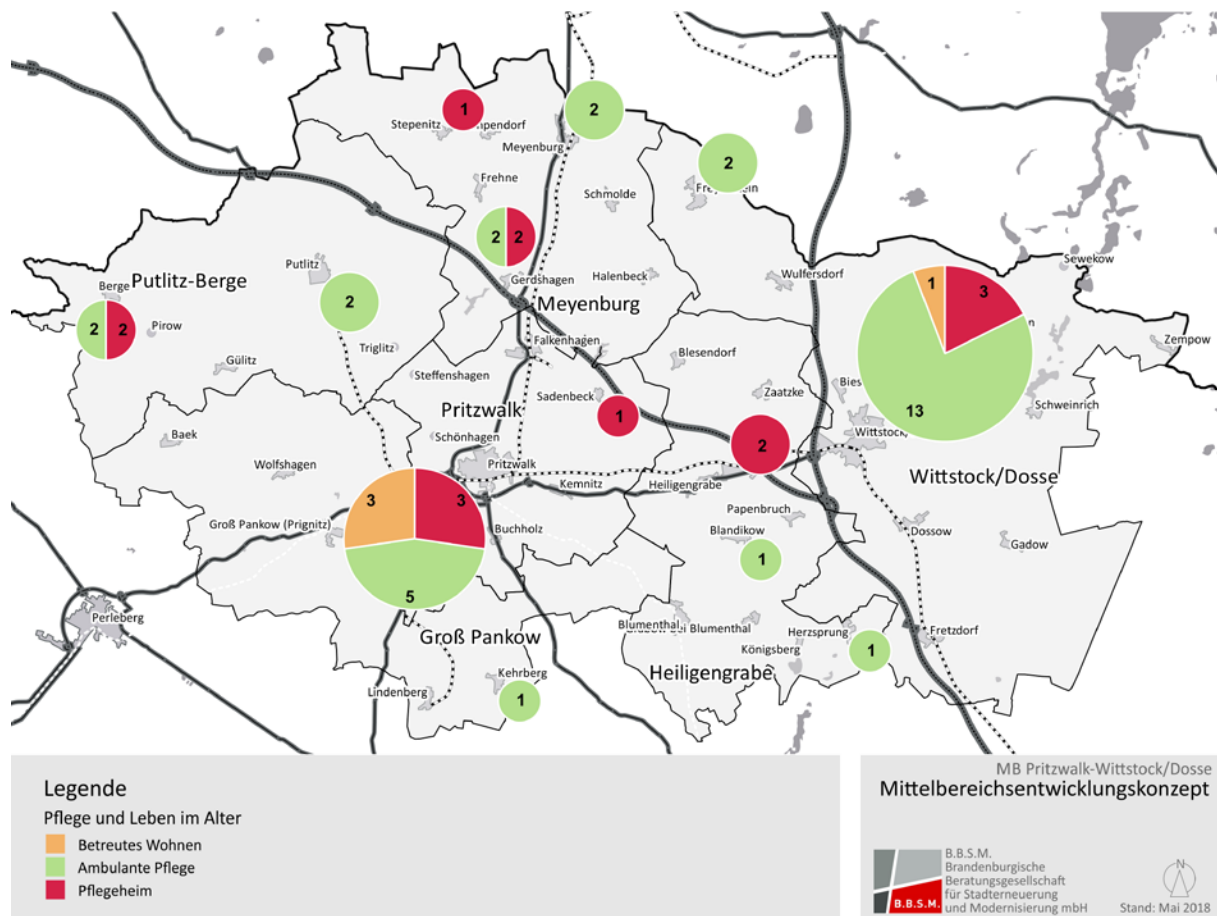 1
2
Stepenitz
Meyenburg
2
Frehne
Schmolde
2 2
Gerdshagen
Halenbeck
Wulfersdorf
Sewekow
Putlitz
Berge
Putlitz-Berge
2
Meyenburg
1 3
13
2 2
Pirow
Gülitz
Triglitz
Falkenhagen
Steffenshagen
Blesendorf
Zempow
Sadenbeck
1
Zaatzke
Schweinrich
Pritzwalk
Baek
Schönhagen
2
Wittstock/
Wolfshagen
Pritzwalk
Kemnitz
Heiligengrabe
Wittstock/Dosse
3 3
5
Groß Pankow (Prignitz)
Buchholz
Papenbruch
Blandikow
1
Dossow
Gadow
Perleberg
Groß Pankow
Blumenthal
bei Blumenthal
Herzsprung
Königsberg
1
Fretzdorf
Heiligengrabe
Kehrberg
Lindenberg
1
Legende
Pflege und Leben im Alter
Betreutes Wohnen
Ambulante Pflege
Pflegeheim
MB Pritzwalk-Wittstock/Dosse
Mittelbereichsentwicklungskonzept
B.B.S.M.
B.B.S.M.
Brandenburgische
Beratungsgesellschaft
für Stadterneuerung
und Modernisierung mbH
N
Stand: Mai 2018